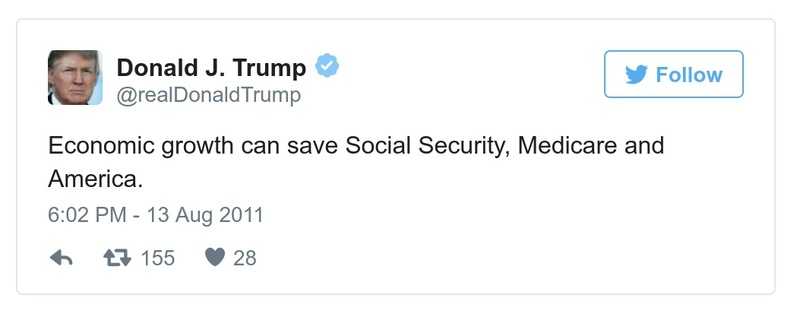 Donald J. Trump
@realDonaldTrump
Follow
Economic growth can save Social Security, Medicare and
America.
6:02 PM - 13 Aug 2011
155 28